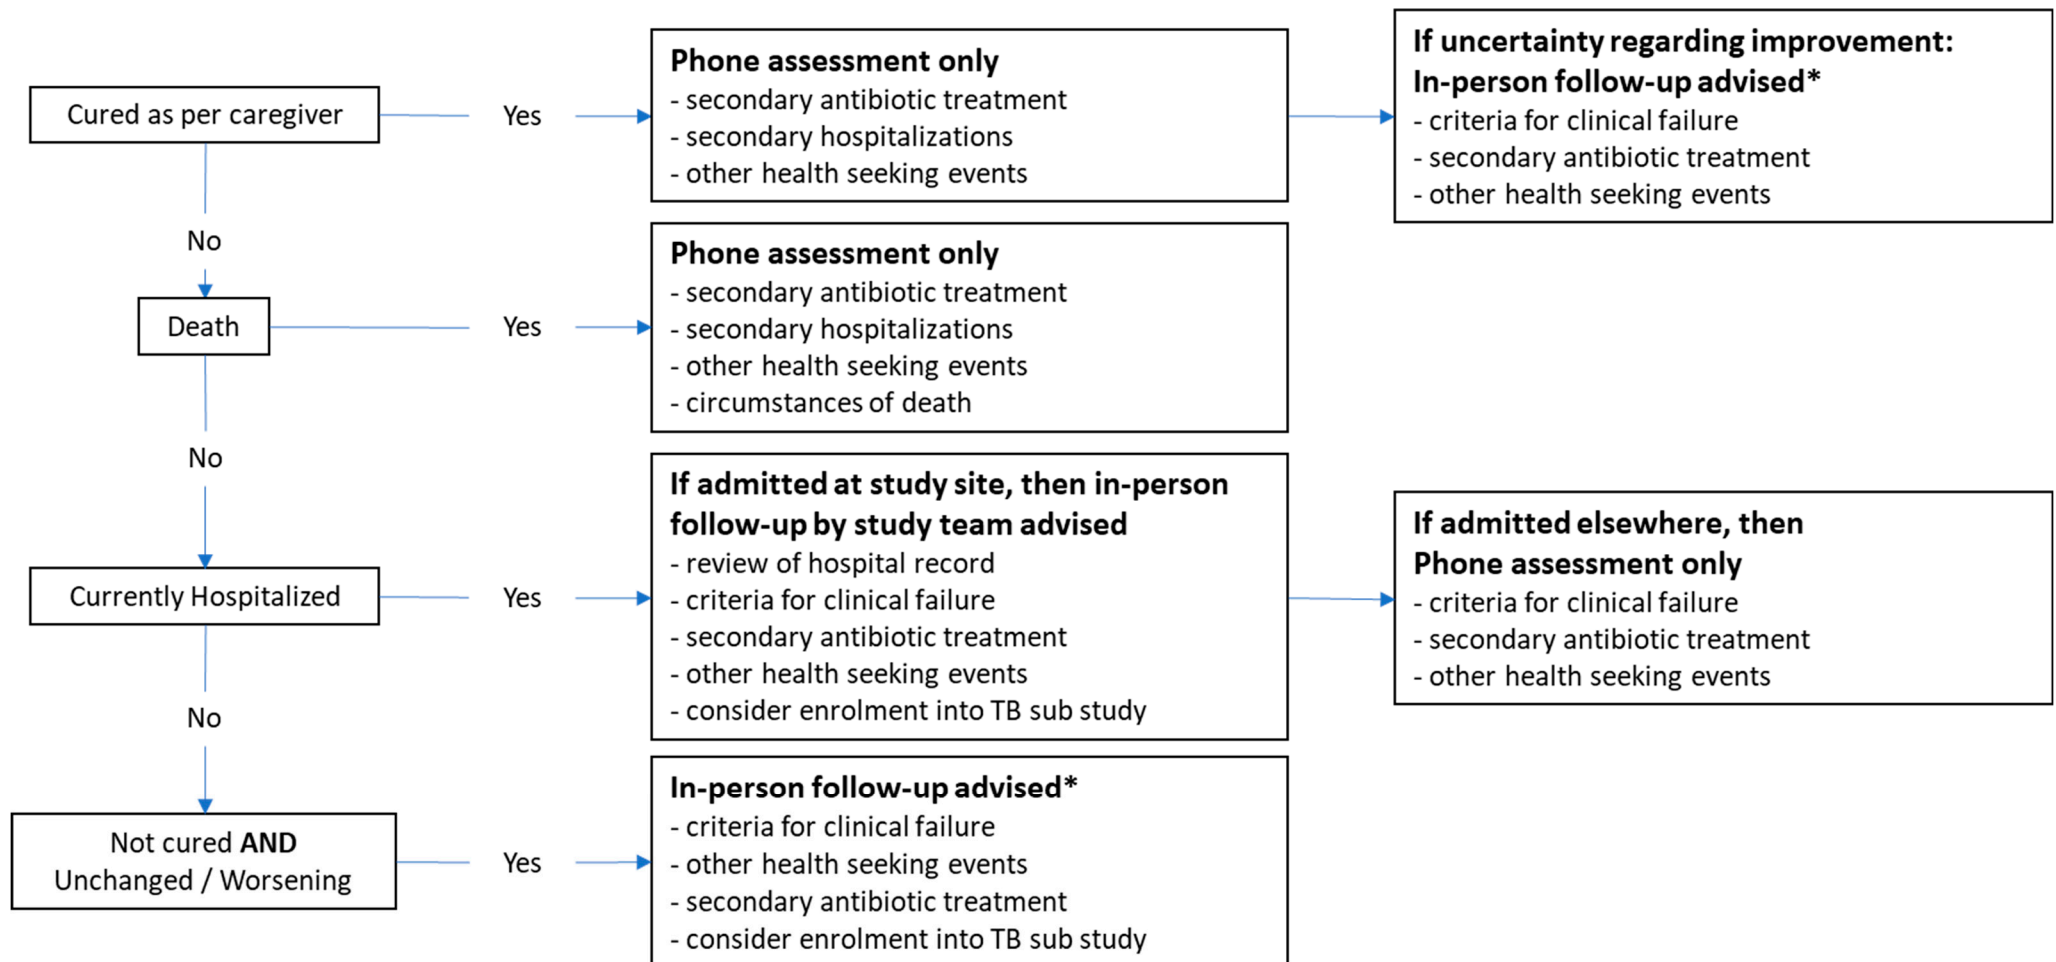 Cured as per caregiver
Yes
Phone assessment only
- secondary antibiotic treatment
- secondary hospitalizations
- other health seeking events
If uncertainty regarding improvement:
In-person follow-up advised*
- criteria for clinical failure
- secondary antibiotic treatment
- other health seeking events
No
Death
Yes
Phone assessment only
- secondary antibiotic treatment
- secondary hospitalizations
- other health seeking events
- circumstances of death
No
Currently Hospitalized
Yes
If admitted at study site, then in-person
follow-up by study team advised
- review of hospital record
- criteria for clinical failure
- secondary antibiotic treatment
- other health seeking events
- consider enrolment into TB sub study
If admitted elsewhere, then
Phone assessment only
- criteria for clinical failure
- secondary antibiotic treatment
- other health seeking events
No
Not cured AND
Unchanged / Worsening
Yes
In-person follow-up advised*
- criteria for clinical failure
- other health seeking events
- secondary antibiotic treatment
- consider enrolment into TB sub study